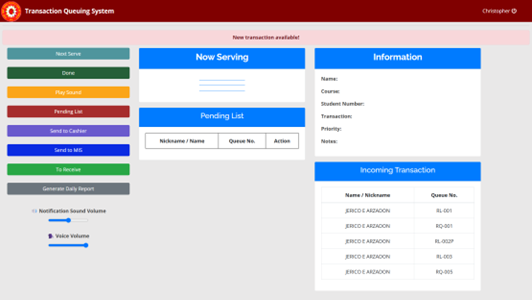 Transaction Queuing System
Christopher
New transaction available!
Next Serve
Done
Play Sound
Pending List
Send to Cashier
Send to MIS
To Receive
Generate Daily Report
Notification Sound Volume
Voice Volume
Now Serving
Pending List
Nickname / Name Queue No. Action
Information
Name:
Course:
Student Number:
Transaction:
Priority:
Notes:
Incoming Transaction
Name / Nickname Queue No.
JERICO E ARZADON RL-001
JERICO E ARZADON RQ-001
JERICO E ARZADON RL-002P
JERICO E ARZADON RL-003
JERICO E ARZADON RQ-003